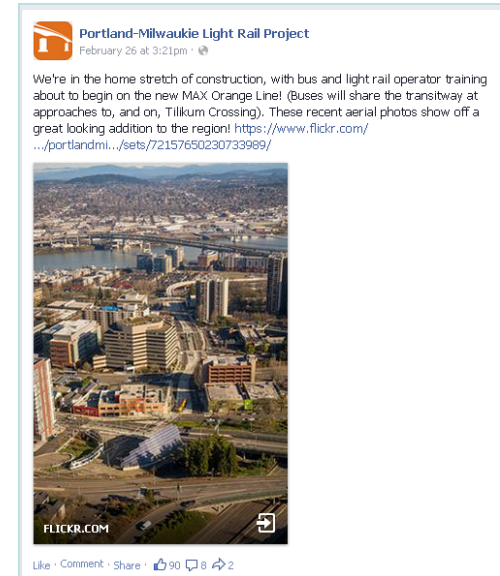 Portland-Milwaukie Light Rail Project
February 26 at 3:21pm ·
We're in the home stretch of construction, with bus and light rail operator training
about to begin on the new MAX Orange Line! (Buses will share the transitway at
approaches to, and on, Tilikum Crossing). These recent aerial photos show off a
great looking addition to the region! https://www.flickr.com/
.../portlandmi.../sets/72157650230733989/
FLICKR.COM
Like · Comment · Share · 90 8 2